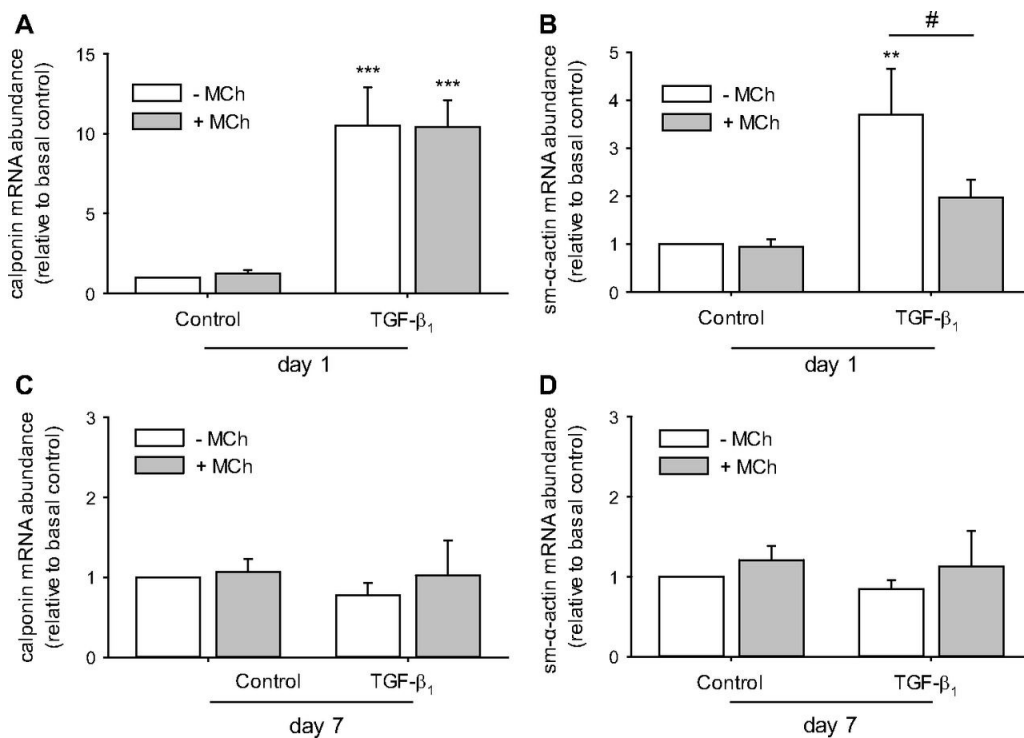 A
calponin mRNA abundance
(relative to basal control)
15
10
5
0
- MCh
+ MCh
***
***
Control
TGF-β₁
day 1
B
sm-α-actin mRNA abundance
(relative to basal control)
5
4
3
2
1
0
- MCh
+ MCh
**
#
Control
TGF-β₁
day 1
C
calponin mRNA abundance
(relative to basal control)
3
2
1
0
- MCh
+ MCh
Control
TGF-β₁
day 7
D
sm-α-actin mRNA abundance
(relative to basal control)
3
2
1
0
- MCh
+ MCh
Control
TGF-β₁
day 7